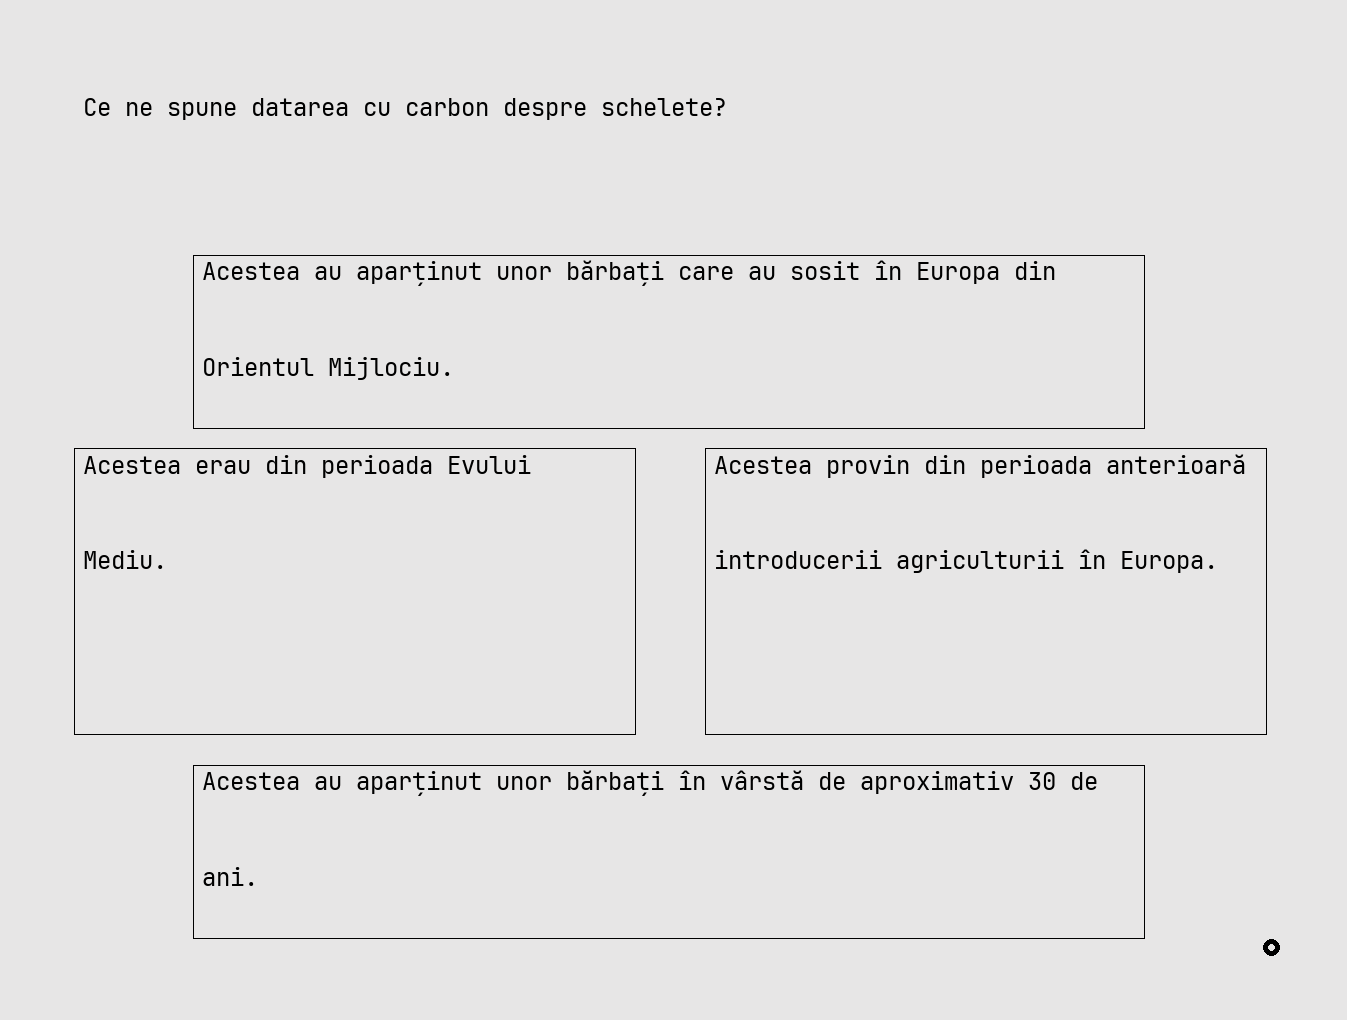 Ce ne spune datarea cu carbon despre schelete?
Acestea au aparținut unor bărbați care au sosit în Europa din
Orientul Mijlociu.
Acestea erau din perioada Evului
Mediu.
Acestea provin din perioada anterioară
introducerii agriculturii în Europa.
Acestea au aparținut unor bărbați în vârstă de aproximativ 30 de
ani.